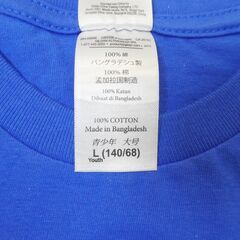 100% 綿
バングラデシュ製
100% 棉
孟加拉国制造
100% Katun
Dibuat di Bangladesh
100% COTTON
Made in Bangladesh
青少年 大号
L (140/68)
Youth